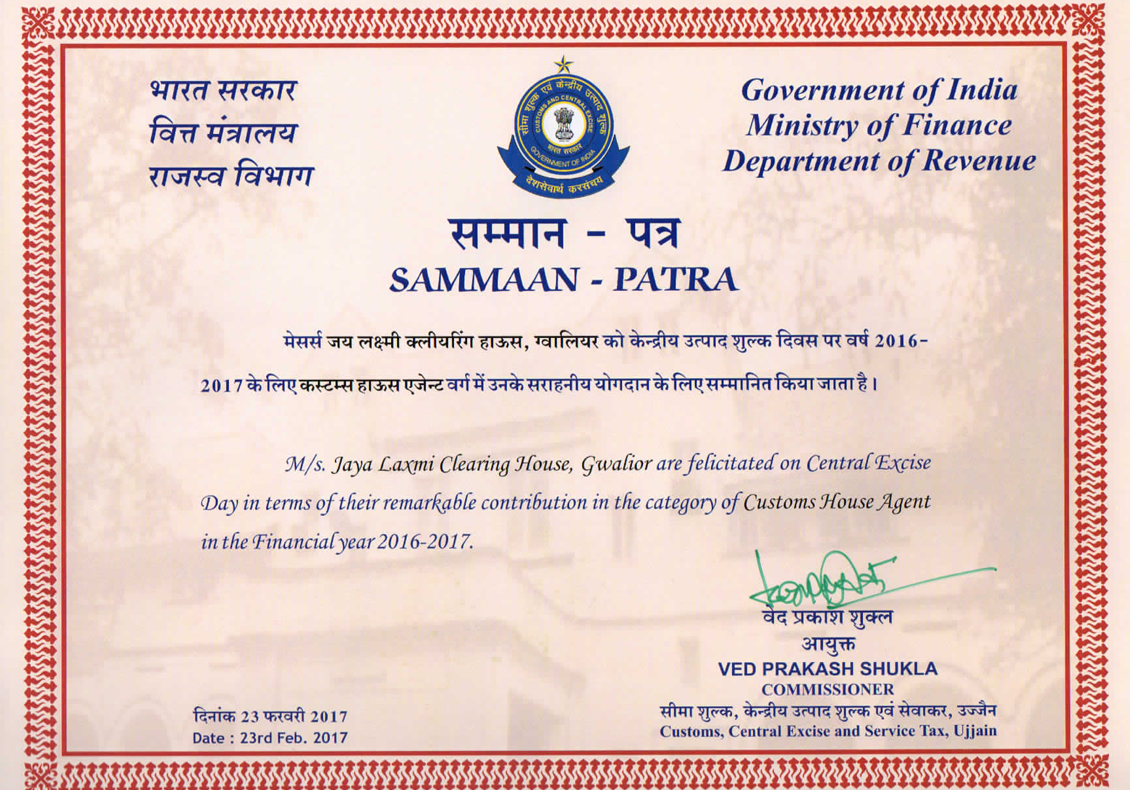 भारत सरकार
वित्त मंत्रालय
राजस्व विभाग
सीमा शुल्क एवं केन्द्रीय उत्पाद शुल्क
CUSTOMS AND CENTRAL EXCISE
भारत सरकार
GOVERNMENT OF INDIA
देशसेवार्थ करसंचय
Government of India
Ministry of Finance
Department of Revenue
सम्मान - पत्र
SAMMAAN - PATRA
मेसर्स जय लक्ष्मी क्लीयरिंग हाऊस, ग्वालियर को केन्द्रीय उत्पाद शुल्क दिवस पर वर्ष 2016-
2017 के लिए कस्टम्स हाऊस एजेन्ट वर्ग में उनके सराहनीय योगदान के लिए सम्मानित किया जाता है।
M/s. Jaya Laxmi Clearing House, Gwalior are felicitated on Central Excise
Day in terms of their remarkable contribution in the category of Customs House Agent
in the Financial year 2016-2017.
वेद प्रकाश शुक्ल
आयुक्त
VED PRAKASH SHUKLA
COMMISSIONER
सीमा शुल्क, केन्द्रीय उत्पाद शुल्क एवं सेवाकर, उज्जैन
Customs, Central Excise and Service Tax, Ujjain
दिनांक 23 फरवरी 2017
Date : 23rd Feb. 2017